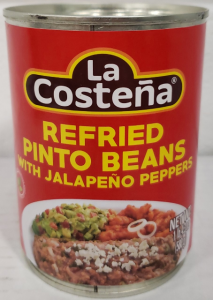 La
Costeña®
REFRIED
PINTO BEANS
WITH JALAPEÑO PEPPERS